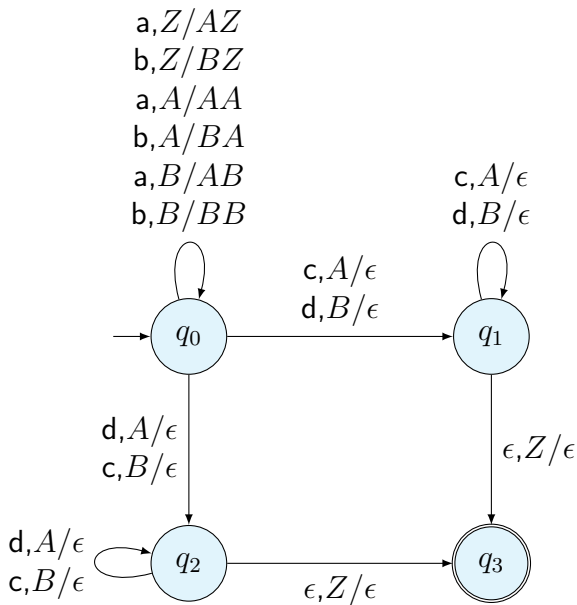 a,Z/AZ
b,Z/BZ
a,A/AA
b,A/BA
a,B/AB
b,B/BB
c,A/ϵ
d,B/ϵ
c,A/ϵ
d,B/ϵ
q0
q1
d,A/ϵ
c,B/ϵ
ϵ,Z/ϵ
d,A/ϵ
c,B/ϵ
q2
q3
ϵ,Z/ϵ